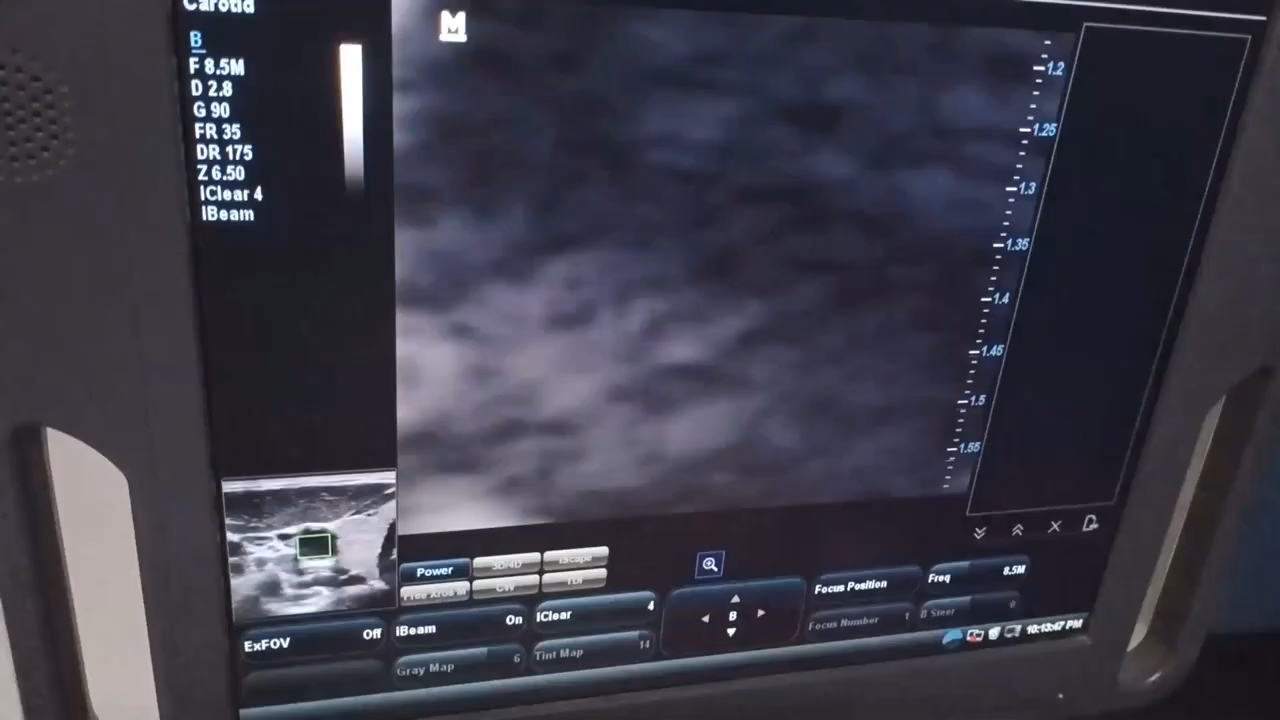 Carotid
B
F 8.5M
D 2.8
G 90
FR 35
DR 175
Z 6.50
IClear 4
IBeam
M
1.2
1.25
1.3
1.35
1.4
1.45
1.5
1.55
Power
3D/4D
iScape
Free Xros M
CW
TDI
ExFOV Off
IBeam On
IClear 4
Gray Map 6
Tint Map 14
B
Focus Position
Focus Number 1
Freq 8.5M
B Steer 0
10:13:47 PM